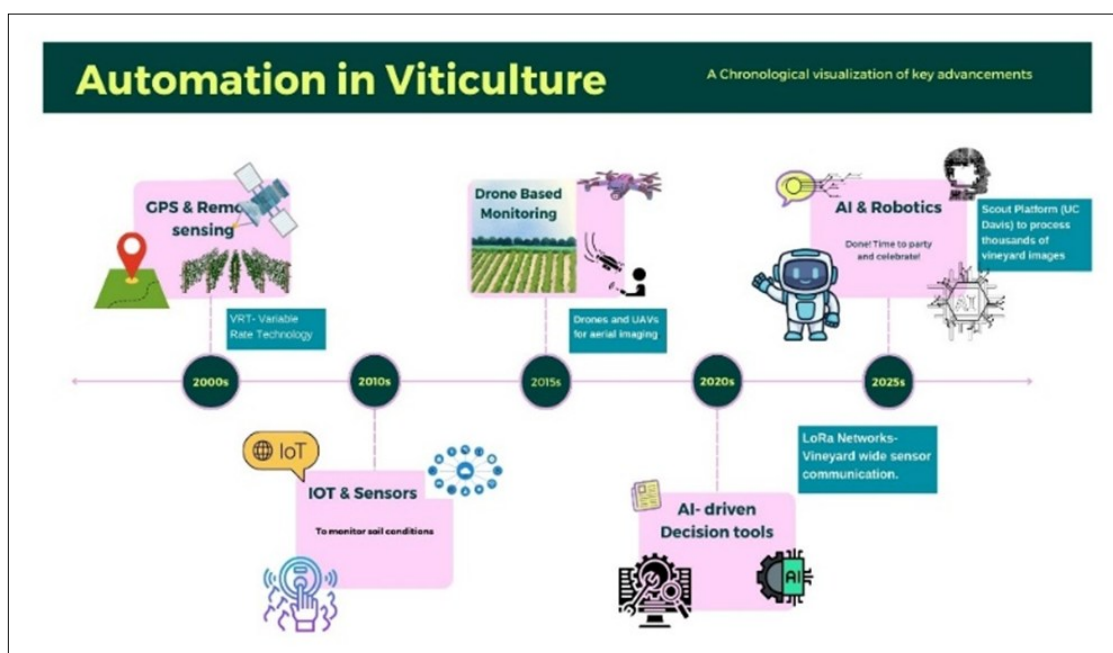 Automation in Viticulture
A Chronological visualization of key advancements
GPS & Remo
sensing
VRT- Variable
Rate Technology
Drone Based
Monitoring
Drones and UAVs
for aerial imaging
AI & Robotics
Done! Time to party
and celebrate!
Scout Platform (UC
Davis) to process
thousands of
vineyard images
AI
2000s
2010s
2015s
2020s
2025s
IoT
IOT & Sensors
To monitor soil conditions
AI- driven
Decision tools
AI
LoRa Networks-
Vineyard wide sensor
communication.